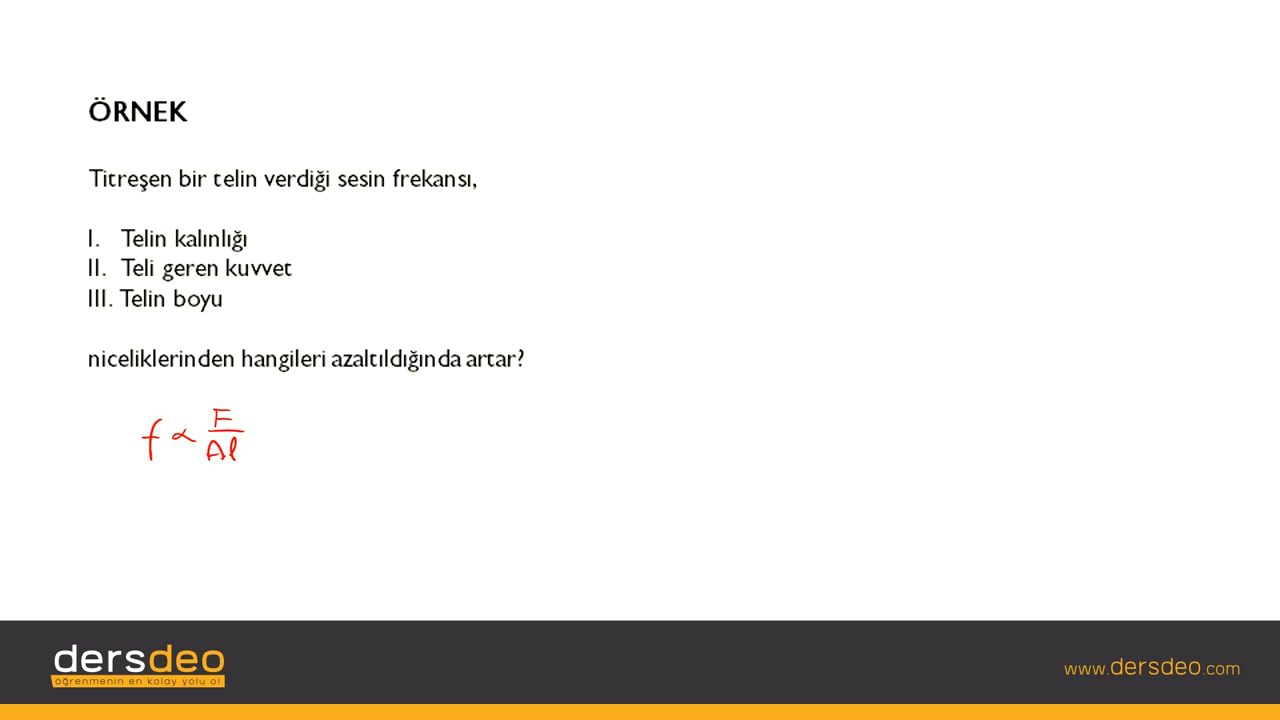 ÖRNEK
Titreşen bir telin verdiği sesin frekansı,
I. Telin kalınlığı
II. Teli geren kuvvet
III. Telin boyu
niceliklerinden hangileri azaltıldığında artar?
f ∝ F
Al
dersdeo
öğrenmenin en kolay yolu o!
www.dersdeo.com